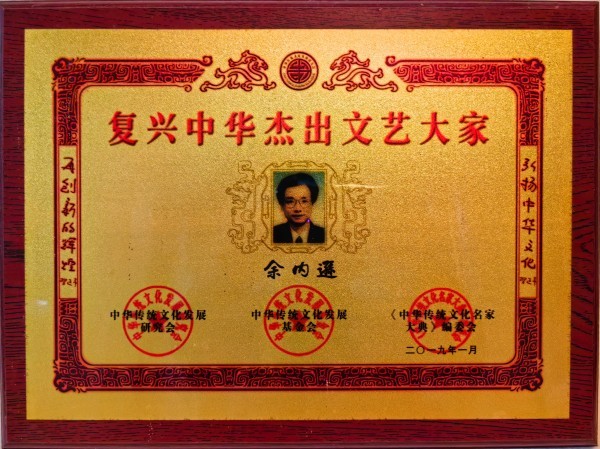 复兴中华杰出文艺大家
弘扬中华文化
再创新的辉煌
余内选
中华传统文化发展
研究会
中华传统文化发展
基金会
《中华传统文化名家
大典》编委会
二〇一九年一月